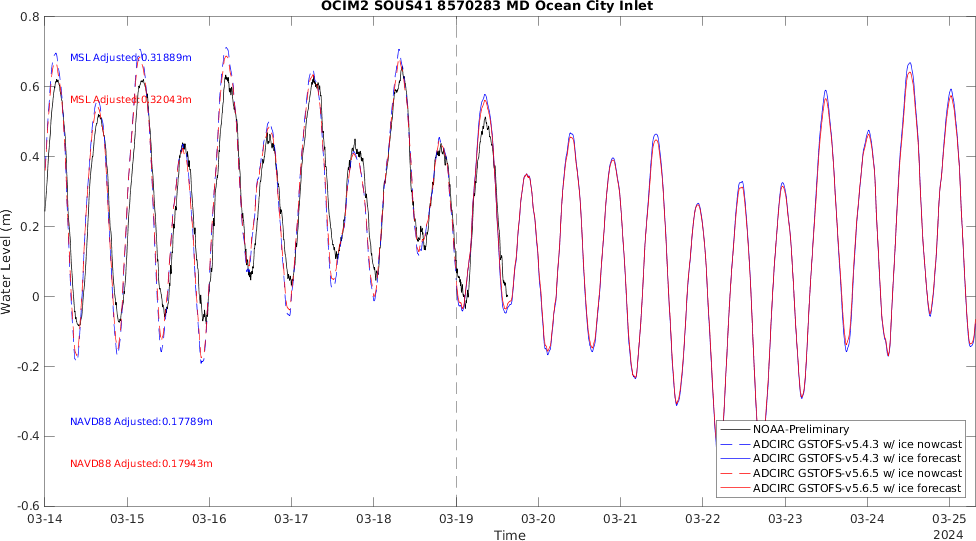 OCIM2 SOUS41 8570283 MD Ocean City Inlet
0.8
0.6
0.4
0.2
0
-0.2
-0.4
-0.6
Water Level (m)
MSL Adjusted:0.31889m
MSL Adjusted:0.32043m
NAVD88 Adjusted:0.17789m
NAVD88 Adjusted:0.17943m
NOAA-Preliminary
ADCIRC GSTOFS-v5.4.3 w/ ice nowcast
ADCIRC GSTOFS-v5.4.3 w/ ice forecast
ADCIRC GSTOFS-v5.6.5 w/ ice nowcast
ADCIRC GSTOFS-v5.6.5 w/ ice forecast
03-14 03-15 03-16 03-17 03-18 03-19 03-20 03-21 03-22 03-23 03-24 03-25
2024
Time